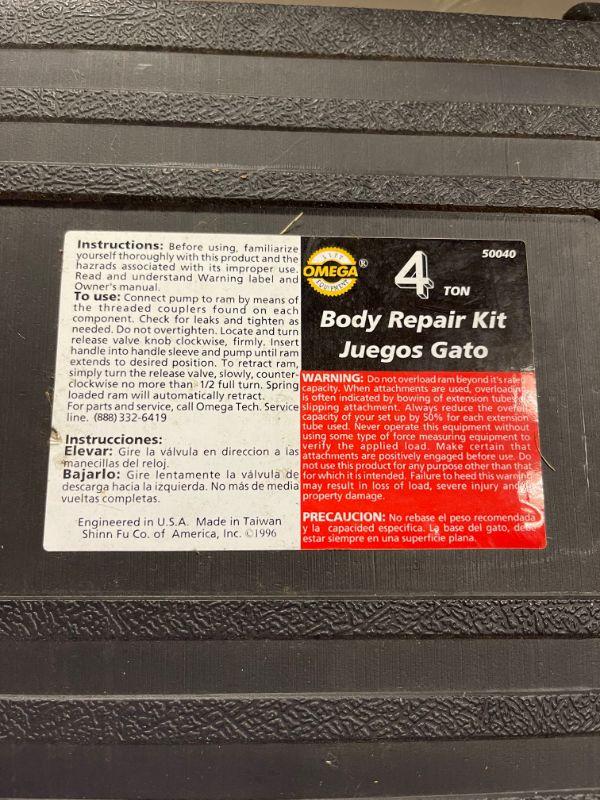 Instructions: Before using, familiarize
yourself thoroughly with this product and the
hazrads associated with its improper use.
Read and understand Warning label and
Owner's manual.
To use: Connect pump to ram by means of
the threaded couplers found on each
component. Check for leaks and tighten as
needed. Do not overtighten. Locate and turn
release valve knob clockwise, firmly. Insert
handle into handle sleeve and pump until ram
extends to desired position. To retract ram,
simply turn the release valve, slowly, counter-
clockwise no more than 1/2 full turn. Spring
loaded ram will automatically retract.
For parts and service, call Omega Tech. Service
line. (888) 332-6419
Instrucciones:
Elevar: Gire la válvula en direccion a las
manecillas del reloj.
Bajarlo: Gire lentamente la válvula de
descarga hacia la izquierda. No más de media
vueltas completas.
Engineered in U.S.A. Made in Taiwan
Shinn Fu Co. of America, Inc. ©1996
ELITE
OMEGA®
EQUIPMENT
4 TON
50040
Body Repair Kit
Juegos Gato
WARNING: Do not overload ram beyond it's rated
capacity. When attachments are used, overloading
is often indicated by bowing of extension tubes or
slipping attachment. Always reduce the overall
capacity of your set up by 50% for each extension
tube used. Never operate this equipment without
using some type of force measuring equipment to
verify the applied load. Make certain that
attachments are positively engaged before use. Do
not use this product for any purpose other than that
for which it is intended. Failure to heed this warning
may result in loss of load, severe injury and
property damage.
PRECAUCION: No rebase el peso recomendada
y la capacidad especifica. La base del gato, debe
estar siempre en una superficie plana.